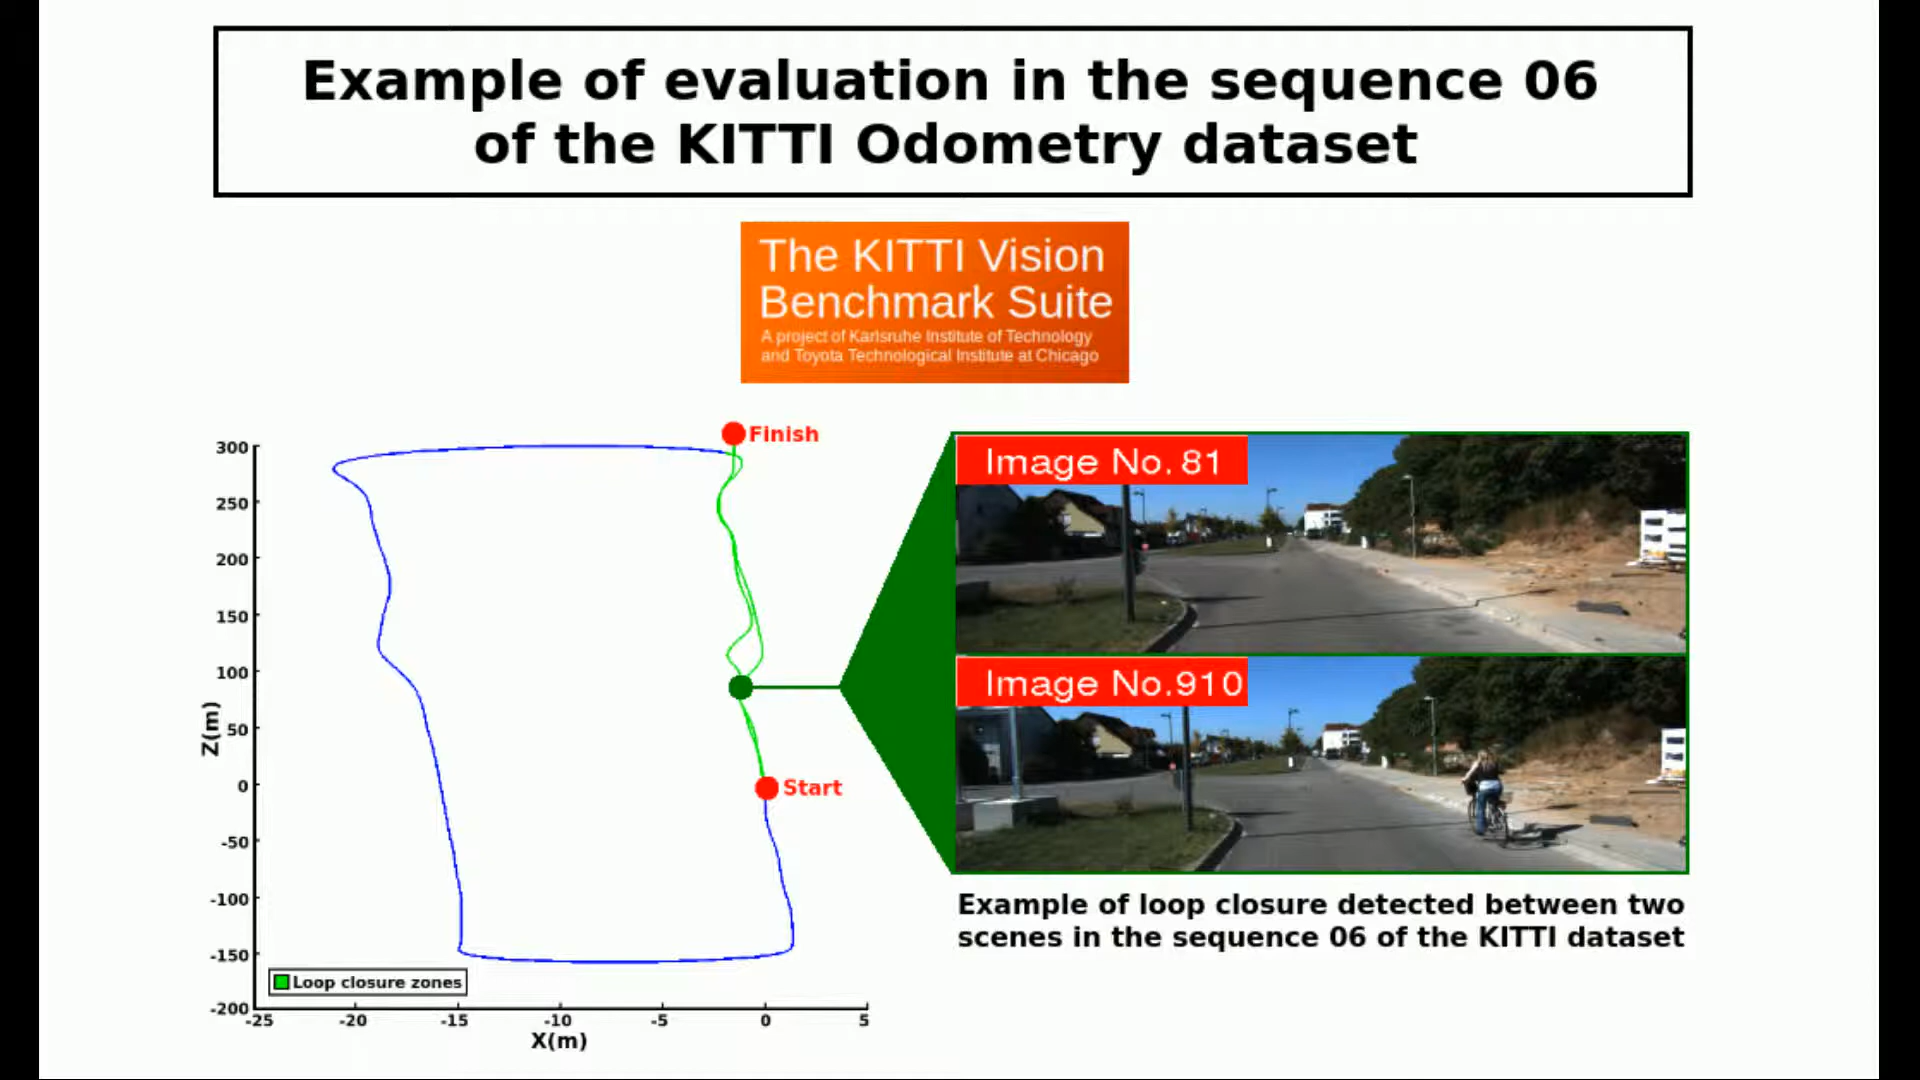 Example of evaluation in the sequence 06
of the KITTI Odometry dataset
The KITTI Vision
Benchmark Suite
A project of Karlsruhe Institute of Technology
and Toyota Technological Institute at Chicago
Finish
Start
300
250
200
150
100
50
0
-50
-100
-150
-200
Z(m)
Loop closure zones
-25
-20
-15
-10
-5
0
5
X(m)
Image No. 81
Image No.910
Example of loop closure detected between two
scenes in the sequence 06 of the KITTI dataset